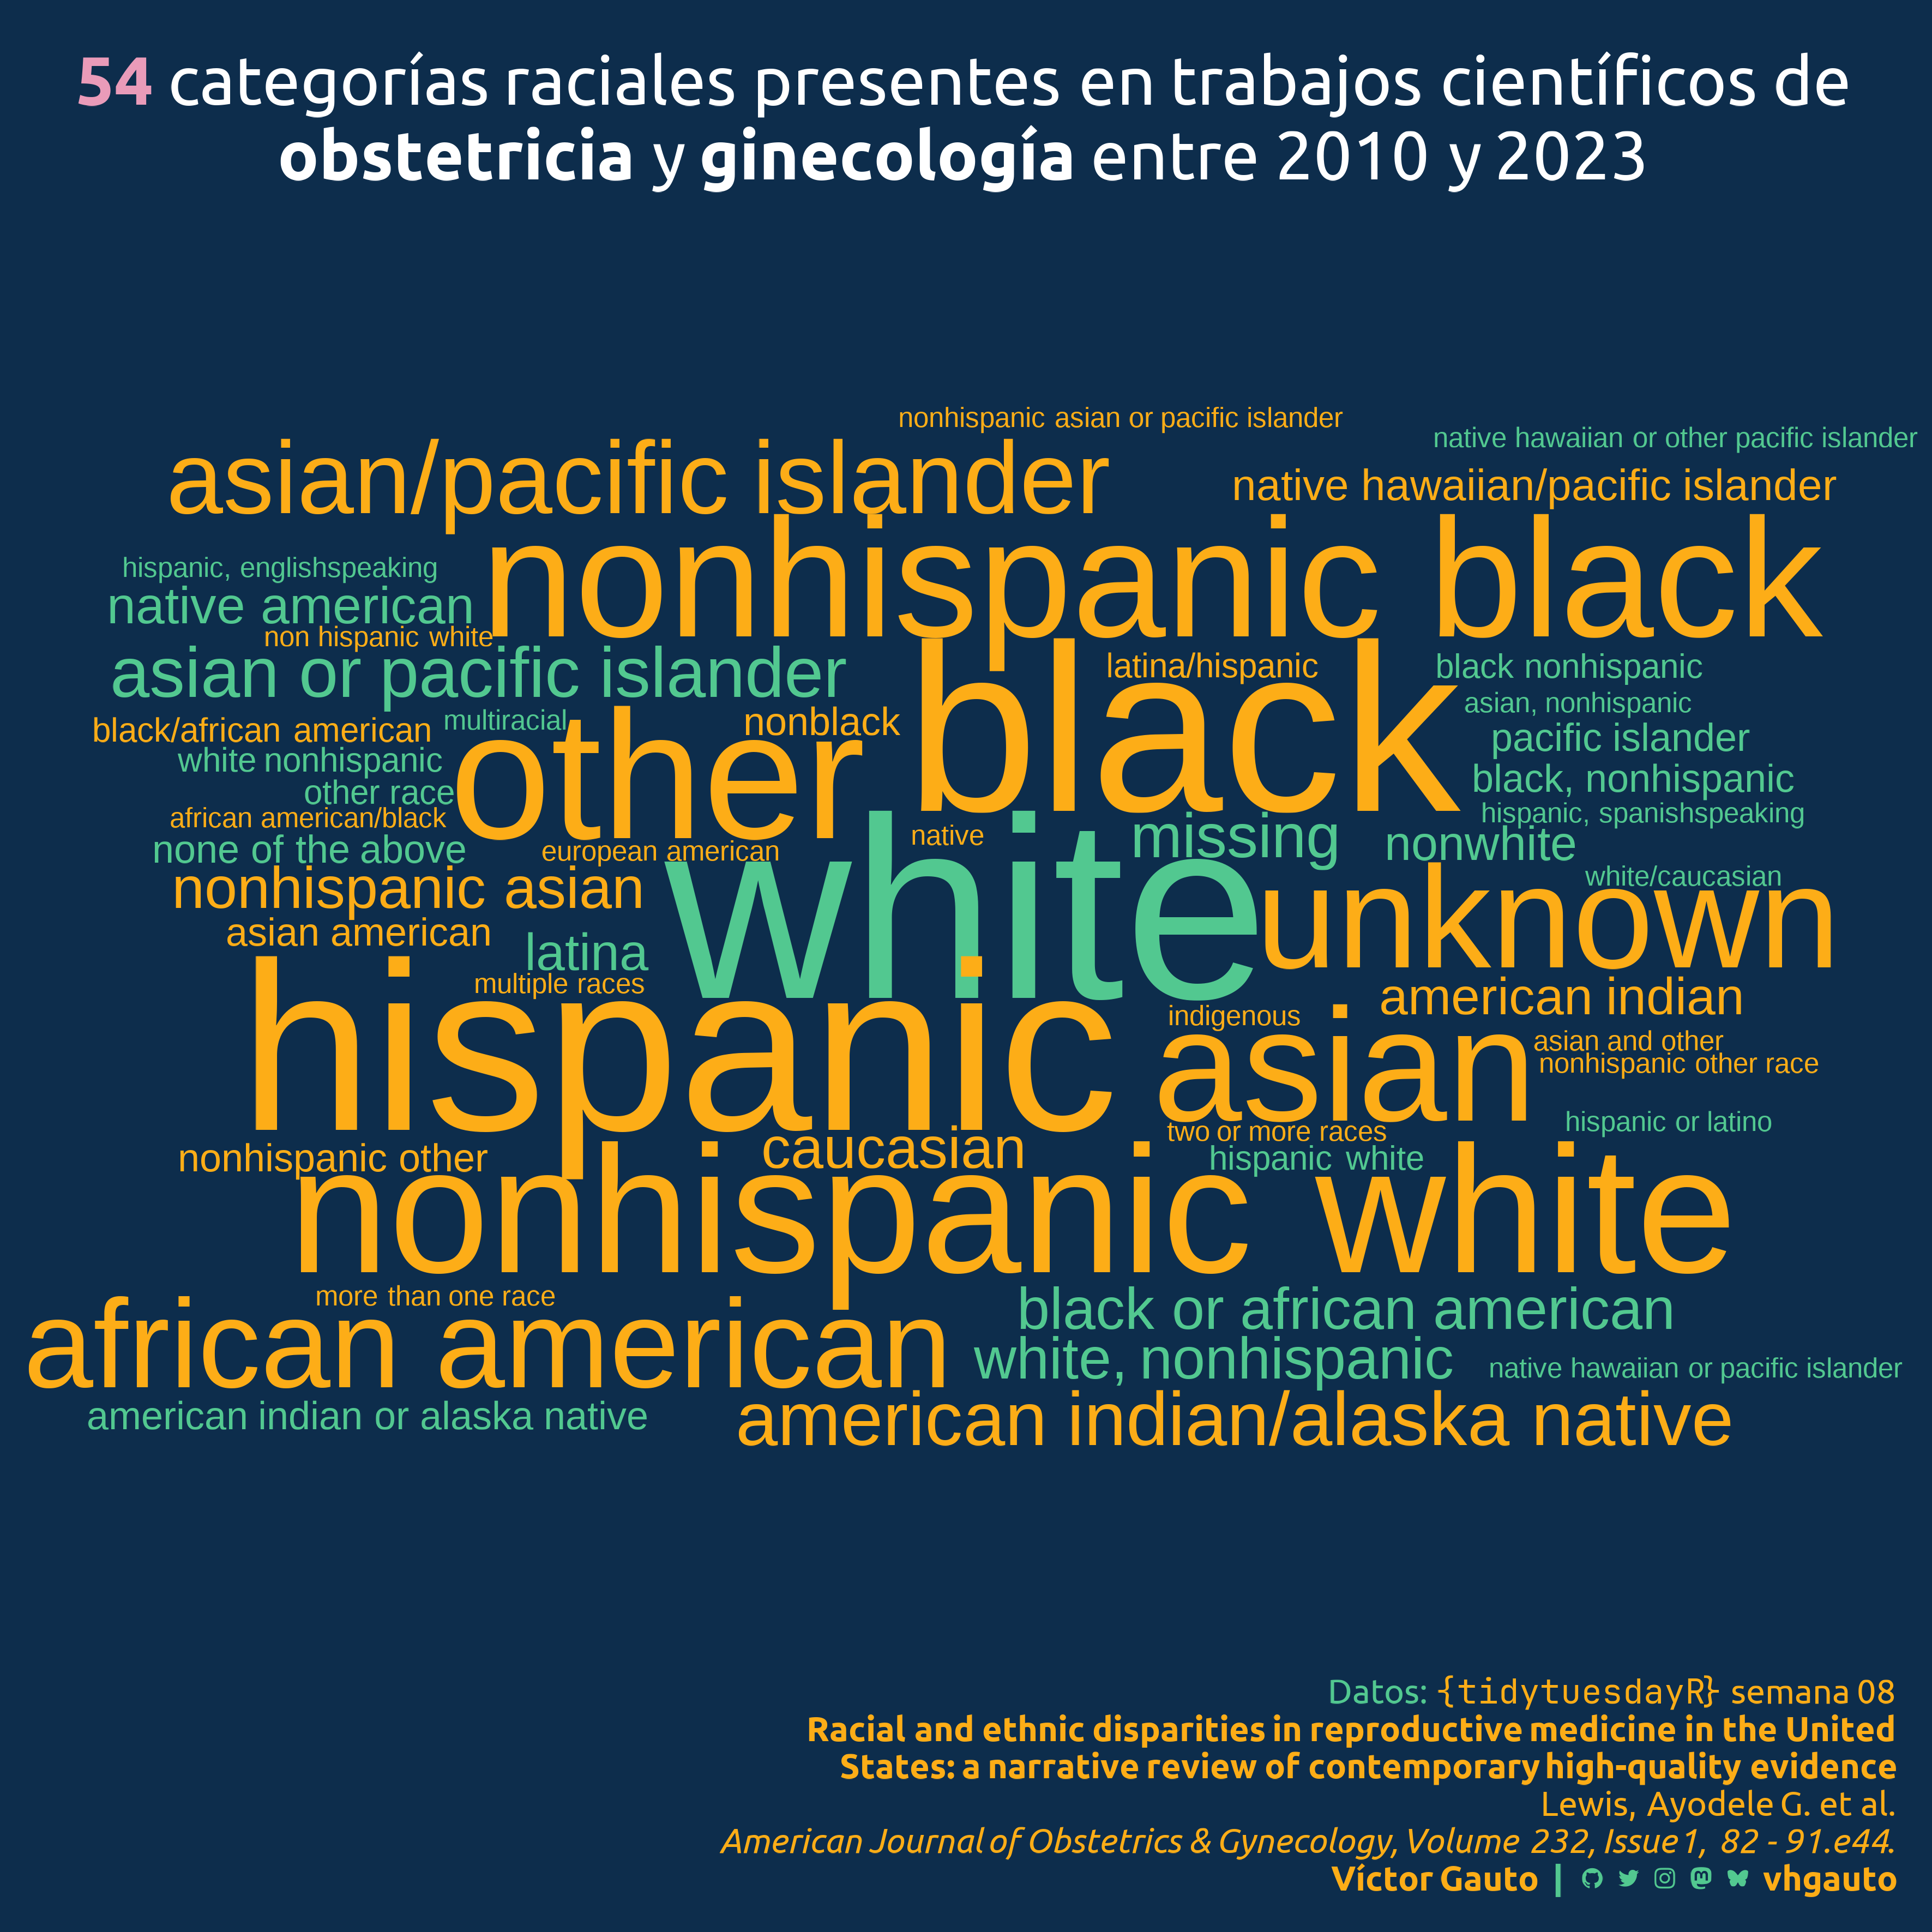 54 categorías raciales presentes en trabajos científicos de
obstetricia y ginecología entre 2010 y 2023
nonhispanic asian or pacific islander
native hawaiian or other pacific islander
asian/pacific islander
native hawaiian/pacific islander
nonhispanic black
hispanic, englishspeaking
native american
non hispanic white
asian or pacific islander
black
latina/hispanic
black nonhispanic
asian, nonhispanic
black/african american
multiracial
other
nonblack
pacific islander
white nonhispanic
black, nonhispanic
other race
hispanic, spanishspeaking
african american/black
native
missing
nonwhite
none of the above
european american
white
white/caucasian
nonhispanic asian
unknown
asian american
latina
multiple races
american indian
hispanic
indigenous
asian
asian and other
nonhispanic other race
hispanic or latino
two or more races
nonhispanic other
caucasian
hispanic white
nonhispanic white
more than one race
african american
black or african american
white, nonhispanic
native hawaiian or pacific islander
american indian or alaska native
american indian/alaska native
Datos: {tidytuesdayR} semana 08
Racial and ethnic disparities in reproductive medicine in the United
States: a narrative review of contemporary high-quality evidence
Lewis, Ayodele G. et al.
American Journal of Obstetrics & Gynecology, Volume 232, Issue 1, 82 - 91.e44.
Víctor Gauto | vhgauto